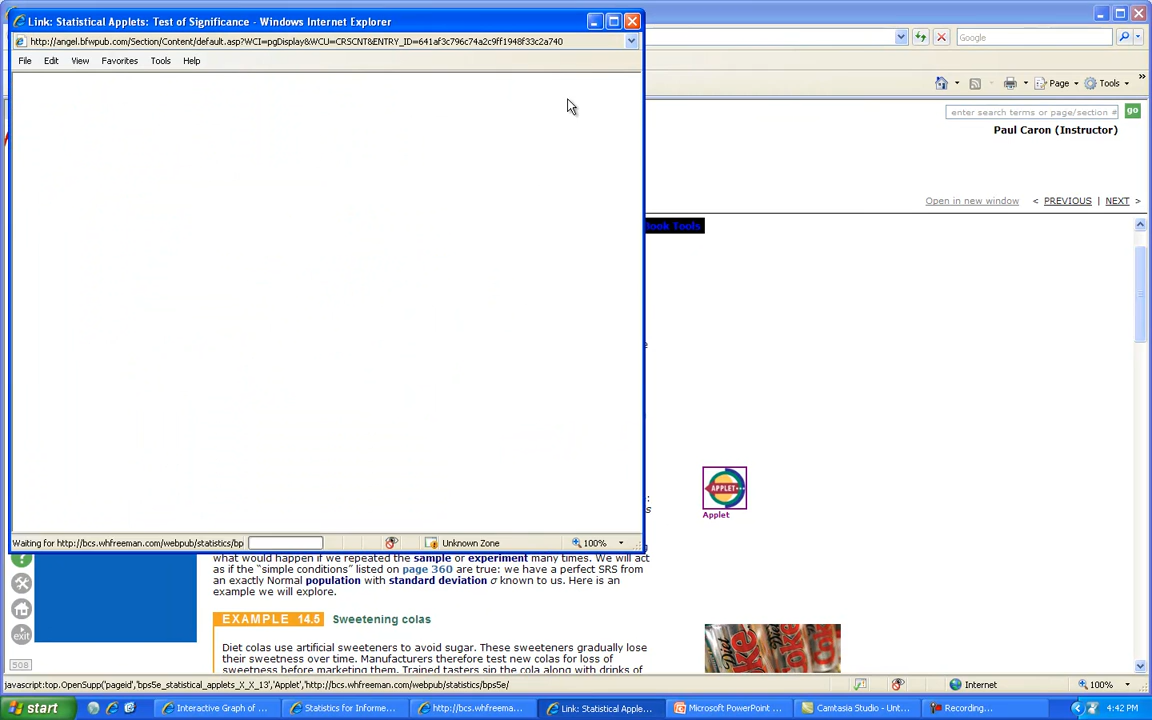 Link: Statistical Applets: Test of Significance - Windows Internet Explorer
http://angel.bfwpub.com/Section/Content/default.asp?WCI=pgDisplay&WCU=CRSCNT&ENTRY_ID=641af3c796c74a2c9ff1948f33c2a740
File Edit View Favorites Tools Help
Google
Page Tools
enter search terms or page/section # go
Paul Caron (Instructor)
Open in new window < PREVIOUS | NEXT >
Book Tools
APPLET
Applet
Waiting for http://bcs.whfreeman.com/webpub/statistics/bp Unknown Zone 100%
what would happen if we repeated the sample or experiment many times. We will act
as if the “simple conditions” listed on page 360 are true: we have a perfect SRS from
an exactly Normal population with standard deviation σ known to us. Here is an
example we will explore.
EXAMPLE 14.5 Sweetening colas
Diet colas use artificial sweeteners to avoid sugar. These sweeteners gradually lose
their sweetness over time. Manufacturers therefore test new colas for loss of
sweetness before marketing them. Trained tasters sip the cola along with drinks of
exit
508
javascript:top.OpenSupp('pageid','bps5e_statistical_applets_X_X_13','Applet','http://bcs.whfreeman.com/webpub/statistics/bps5e/ Internet 100%
start Interactive Graph of ... Statistics for Informe... http://bcs.whfreema... Link: Statistical Apple... Microsoft PowerPoint ... Camtasia Studio - Unt... Recording... 4:42 PM